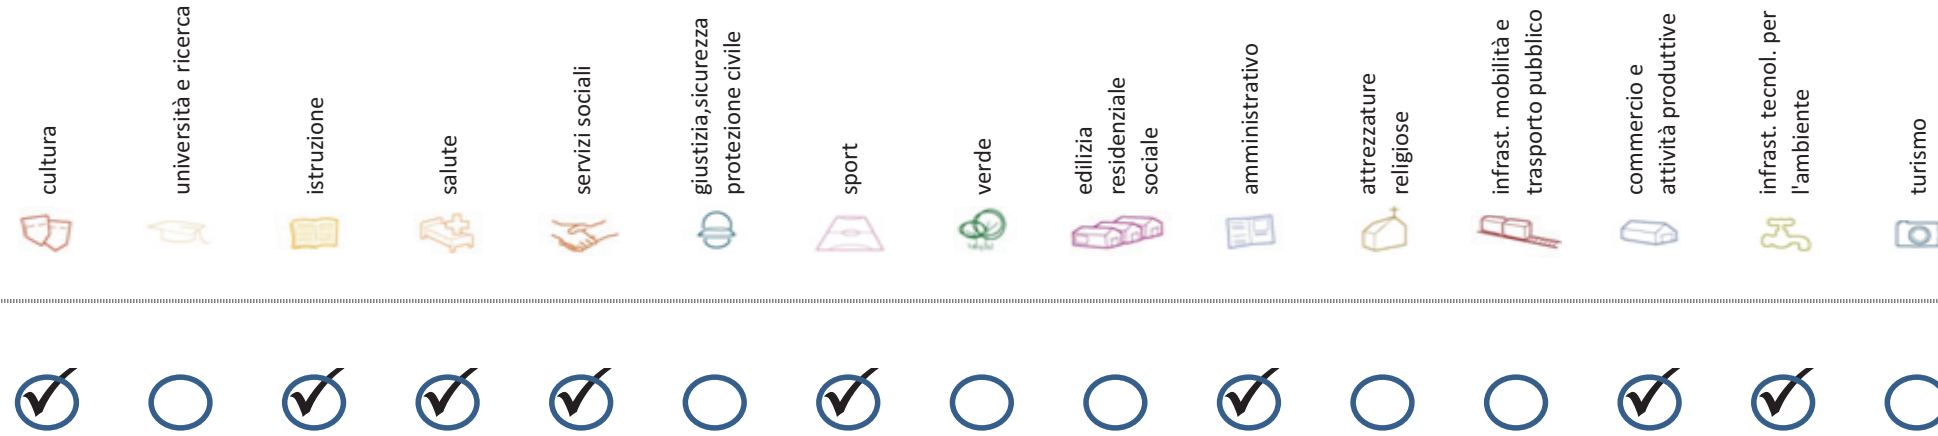 cultura
università e ricerca
istruzione
salute
servizi sociali
giustizia,sicurezza
protezione civile
sport
verde
edilizia
residenziale
sociale
amministrativo
attrezzature
religiose
infrast. mobilità e
trasporto pubblico
commercio e
attività produttive
infrast. tecnol. per
l'ambiente
turismo